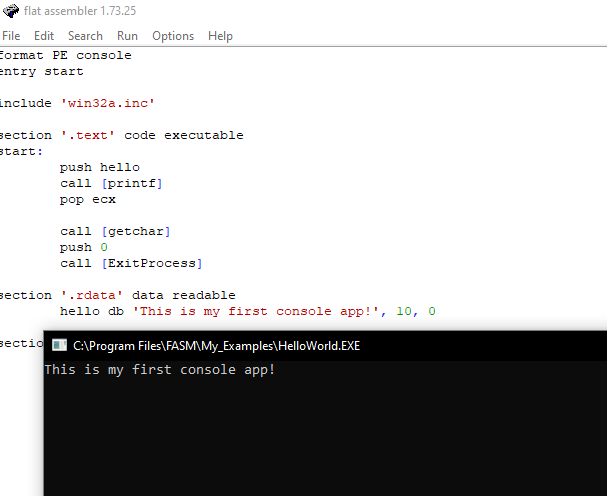 flat assembler 1.73.25
File Edit Search Run Options Help
format PE console
entry start
include 'win32a.inc'
section '.text' code executable
start:
push hello
call [printf]
pop ecx
call [getchar]
push 0
call [ExitProcess]
section '.rdata' data readable
hello db 'This is my first console app!', 10, 0
sectio
C:\Program Files\FASM\My_Examples\HelloWorld.EXE
This is my first console app!